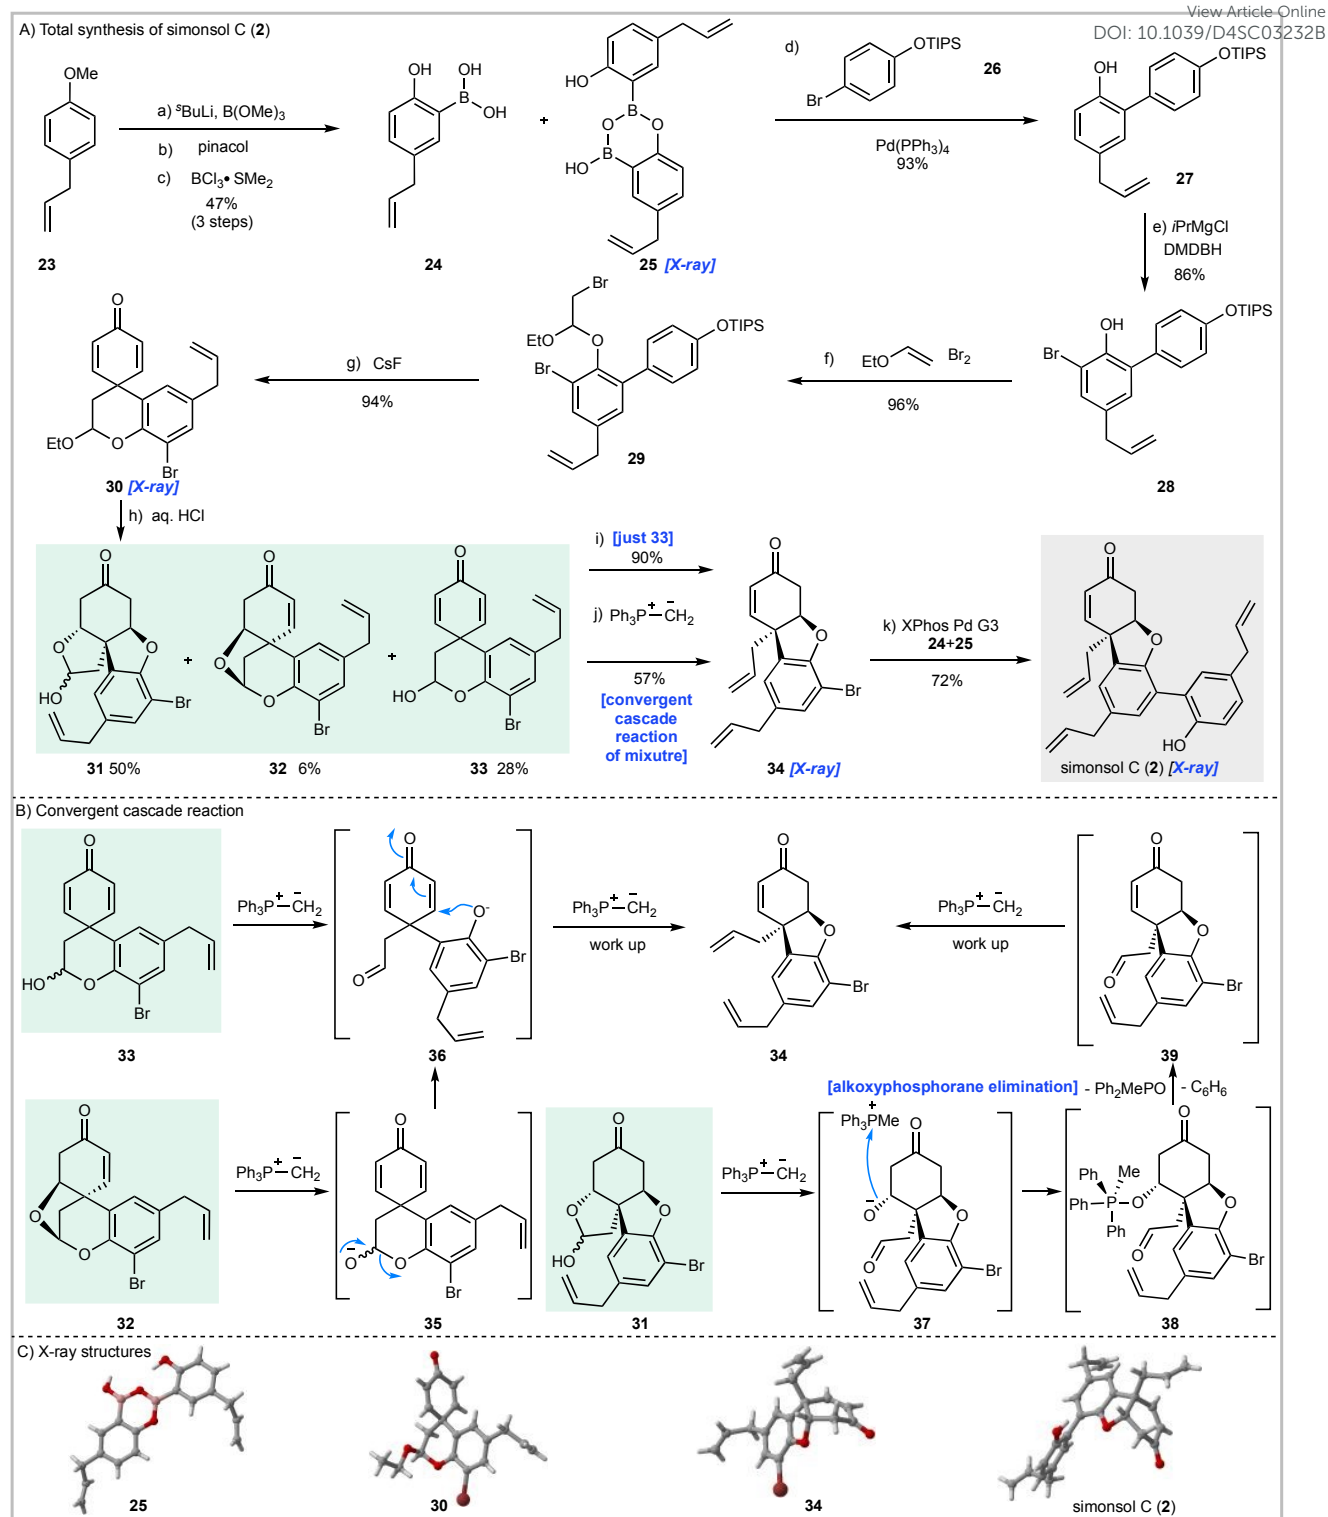 View Article Online
DOI: 10.1039/D4SC03232B
A) Total synthesis of simonsol C (2)
OMe
23
a) ˢBuLi, B(OMe)₃
b) pinacol
c) BCl₃• SMe₂
47%
(3 steps)
OH
OH
B
OH
24
+
HO
B
O
O
B
HO
25 [X-ray]
d)
OTIPS
Br
26
Pd(PPh₃)₄
93%
OH
OTIPS
27
e) iPrMgCl
DMDBH
86%
OH
OTIPS
Br
28
f)
EtO
Br₂
96%
Br
EtO
O
OTIPS
Br
29
g) CsF
94%
O
EtO
O
Br
30 [X-ray]
h) aq. HCl
O
O
O
HO
Br
31 50%
+
O
O
O
Br
32 6%
+
O
HO
O
Br
33 28%
i) [just 33]
90%
j) Ph₃P⁺–CH₂⁻
57%
[convergent
cascade
reaction
of mixutre]
O
O
Br
34 [X-ray]
k) XPhos Pd G3
24+25
72%
O
O
HO
simonsol C (2) [X-ray]
B) Convergent cascade reaction
O
HO
O
Br
33
Ph₃P⁺–CH₂⁻
O
O⁻
Br
O
36
Ph₃P⁺–CH₂⁻
work up
O
O
Br
34
Ph₃P⁺–CH₂⁻
work up
O
O
O
Br
39
[alkoxyphosphorane elimination] - Ph₂MePO - C₆H₆
O
O
O
Br
32
Ph₃P⁺–CH₂⁻
O
⁻O
O
Br
35
O
O
O
HO
Br
31
Ph₃P⁺–CH₂⁻
Ph₃P⁺Me
O
⁻O
O
O
Br
37
O
Ph
Me
Ph
P
O
Ph
O
O
Br
38
C) X-ray structures
25
30
34
simonsol C (2)